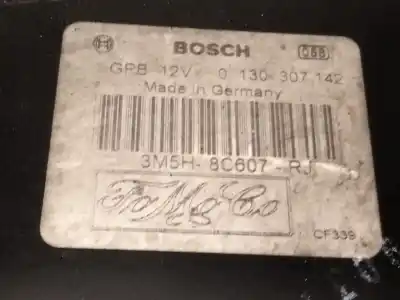 BOSCH
GPB 12V 0 130 307 142
Made in Germany
3M5H-8C607-RJ
FoMoCo
CF339